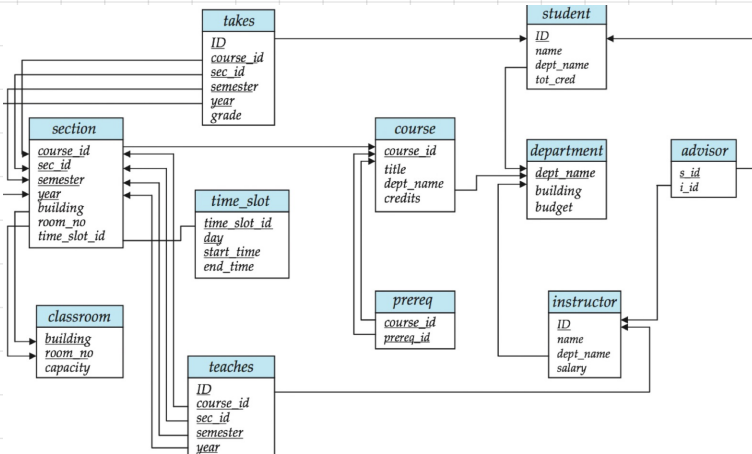 takes
ID
course_id
sec_id
semester
year
grade
student
ID
name
dept_name
tot_cred
section
course_id
sec_id
semester
year
building
room_no
time_slot_id
course
course_id
title
dept_name
credits
department
dept_name
building
budget
advisor
s_id
i_id
time_slot
time_slot_id
day
start_time
end_time
prereq
course_id
prereq_id
instructor
ID
name
dept_name
salary
classroom
building
room_no
capacity
teaches
ID
course_id
sec_id
semester
year